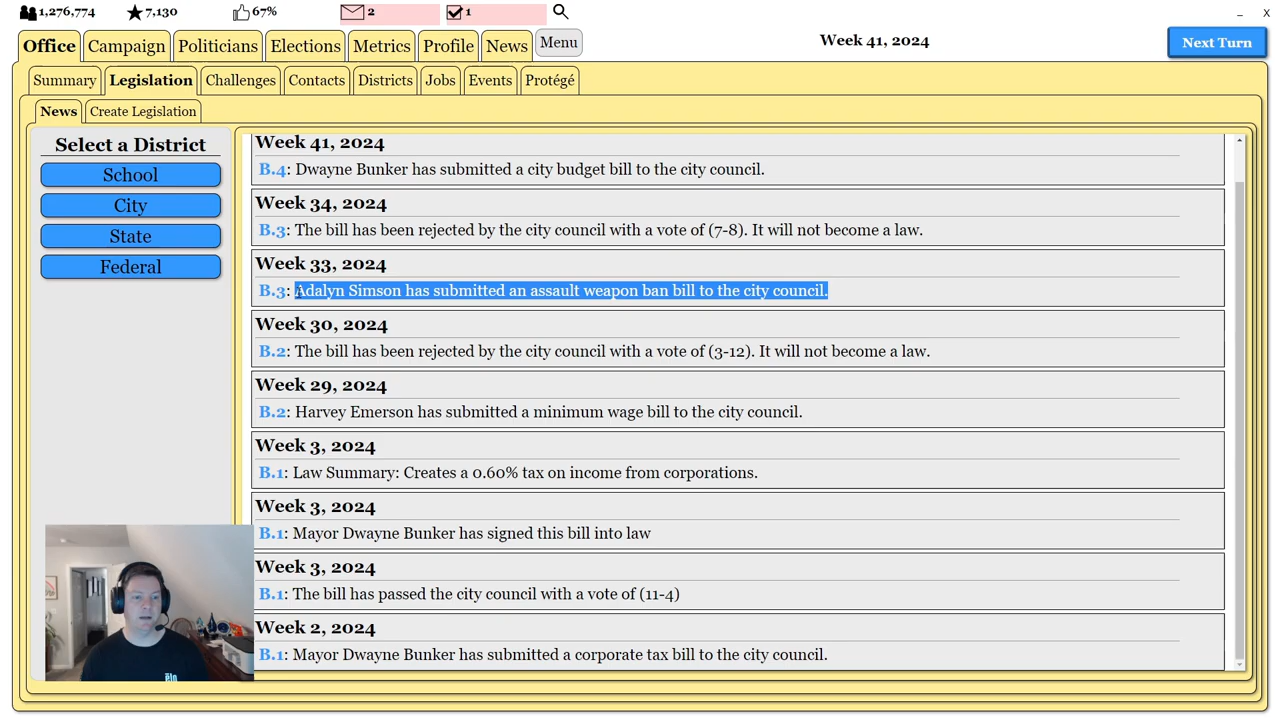 1,276,774 7,130 67% 2 1
_ X
Office Campaign Politicians Elections Metrics Profile News Menu Week 41, 2024 Next Turn
Summary Legislation Challenges Contacts Districts Jobs Events Protégé
News Create Legislation
Select a District
School
City
State
Federal
Week 41, 2024
B.4: Dwayne Bunker has submitted a city budget bill to the city council.
Week 34, 2024
B.3: The bill has been rejected by the city council with a vote of (7-8). It will not become a law.
Week 33, 2024
B.3: Adalyn Simson has submitted an assault weapon ban bill to the city council.
Week 30, 2024
B.2: The bill has been rejected by the city council with a vote of (3-12). It will not become a law.
Week 29, 2024
B.2: Harvey Emerson has submitted a minimum wage bill to the city council.
Week 3, 2024
B.1: Law Summary: Creates a 0.60% tax on income from corporations.
Week 3, 2024
B.1: Mayor Dwayne Bunker has signed this bill into law
Week 3, 2024
B.1: The bill has passed the city council with a vote of (11-4)
Week 2, 2024
B.1: Mayor Dwayne Bunker has submitted a corporate tax bill to the city council.